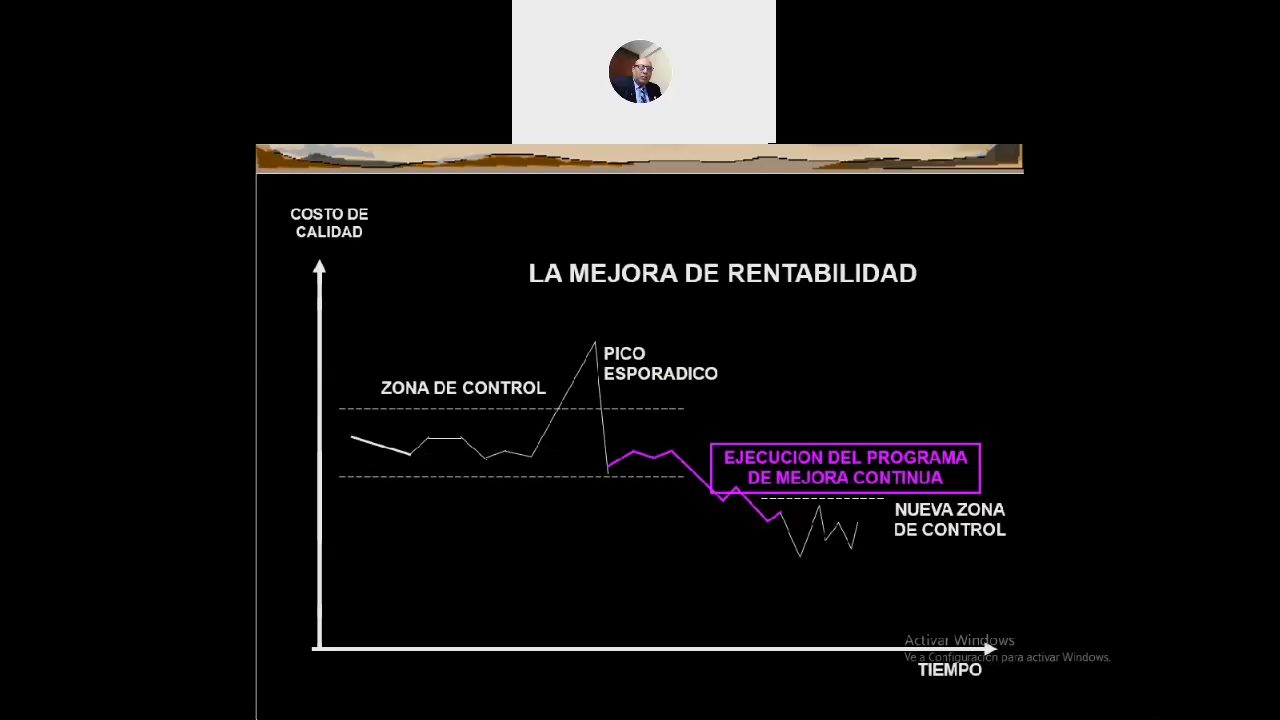 COSTO DE
CALIDAD
LA MEJORA DE RENTABILIDAD
PICO
ESPORADICO
ZONA DE CONTROL
EJECUCION DEL PROGRAMA
DE MEJORA CONTINUA
NUEVA ZONA
DE CONTROL
Activar Windows
Ve a Configuración para activar Windows.
TIEMPO